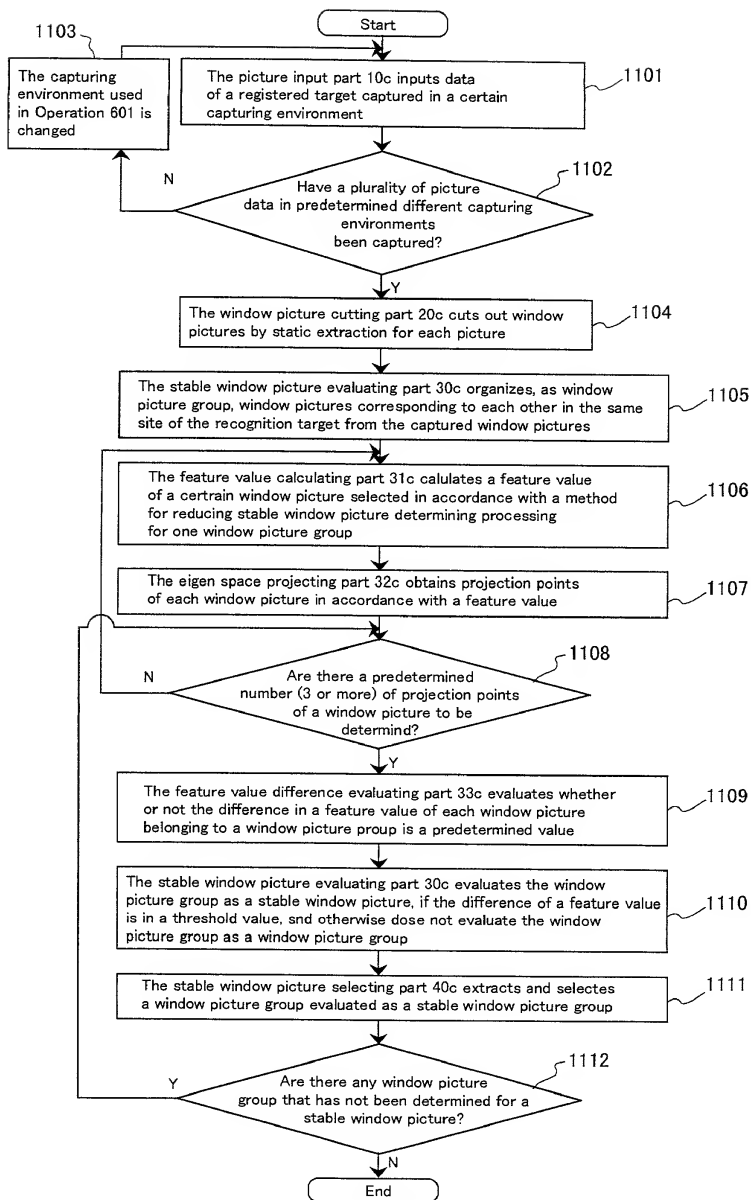 Start
1103
The capturing
environment used
in Operation 601 is
changed
The picture input part 10c inputs data
of a registered target captured in a certain
capturing environment
1101
N
Have a plurality of picture
data in predetermined different capturing
environments
been captured?
1102
Y
The window picture cutting part 20c cuts out window
pictures by static extraction for each picture
1104
The stable window picture evaluating part 30c organizes, as window
picture group, window pictures corresponding to each other in the same
site of the recognition target from the captured window pictures
1105
The feature value calculating part 31c calulates a feature value
of a certrain window picture selected in accordance with a method
for reducing stable window picture determining processing
for one window picture group
1106
The eigen space projecting part 32c obtains projection points
of each window picture in accordance with a feature value
1107
N
Are there a predetermined
number (3 or more) of projection points
of a window picture to be
determind?
1108
Y
The feature value difference evaluating part 33c evaluates whether
or not the difference in a feature value of each window picture
belonging to a window picture proup is a predetermined value
1109
The stable window picture evaluating part 30c evaluates the window
picture group as a stable window picture, if the difference of a feature value
is in a threshold value, snd otherwise dose not evaluate the window
picture group as a window picture group
1110
The stable window picture selecting part 40c extracts and selectes
a window picture group evaluated as a stable window picture group
1111
Y
Are there any window picture
group that has not been determined for a
stable window picture?
1112
N
End